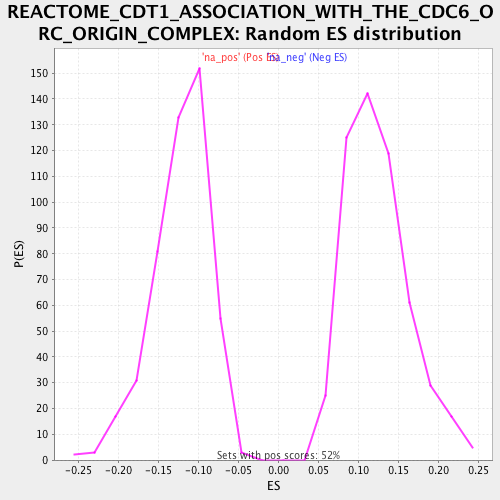 REACTOME_CDT1_ASSOCIATION_WITH_THE_CDC6_O
RC_ORIGIN_COMPLEX: Random ES distribution
'na_pos' (Pos ES) 'na_neg' (Neg ES)
150
140
130
120
110
100
90
80
70
60
50
40
30
20
10
0
P(ES)
Sets with pos scores: 52%
-0.25 -0.20 -0.15 -0.10 -0.05 0.00 0.05 0.10 0.15 0.20 0.25
ES